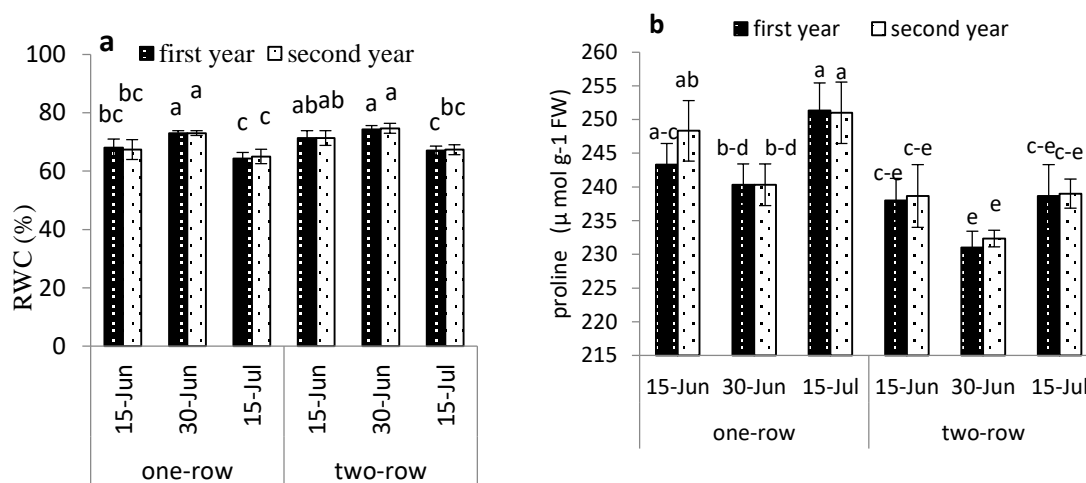 a
first year second year
100
80
60
40
20
0
RWC (%)
bc bc a a c c ab ab a a c bc
15-Jun 30-Jun 15-Jul 15-Jun 30-Jun 15-Jul
one-row two-row
b
first year second year
260
255
250
245
240
235
230
225
220
215
proline (µ mol g-1 FW)
a-c ab b-d b-d a a c-e c-e e e c-e c-e
15-Jun 30-Jun 15-Jul 15-Jun 30-Jun 15-Jul
one-row two-row